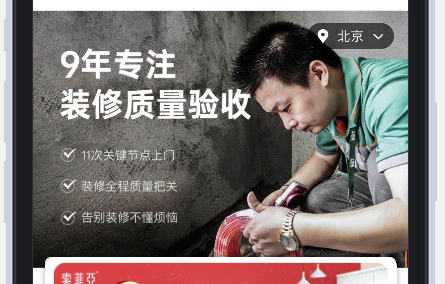 北京
9年专注
装修质量验收
11次关键节点上门
装修全程质量把关
告别装修不懂烦恼
索菲亞